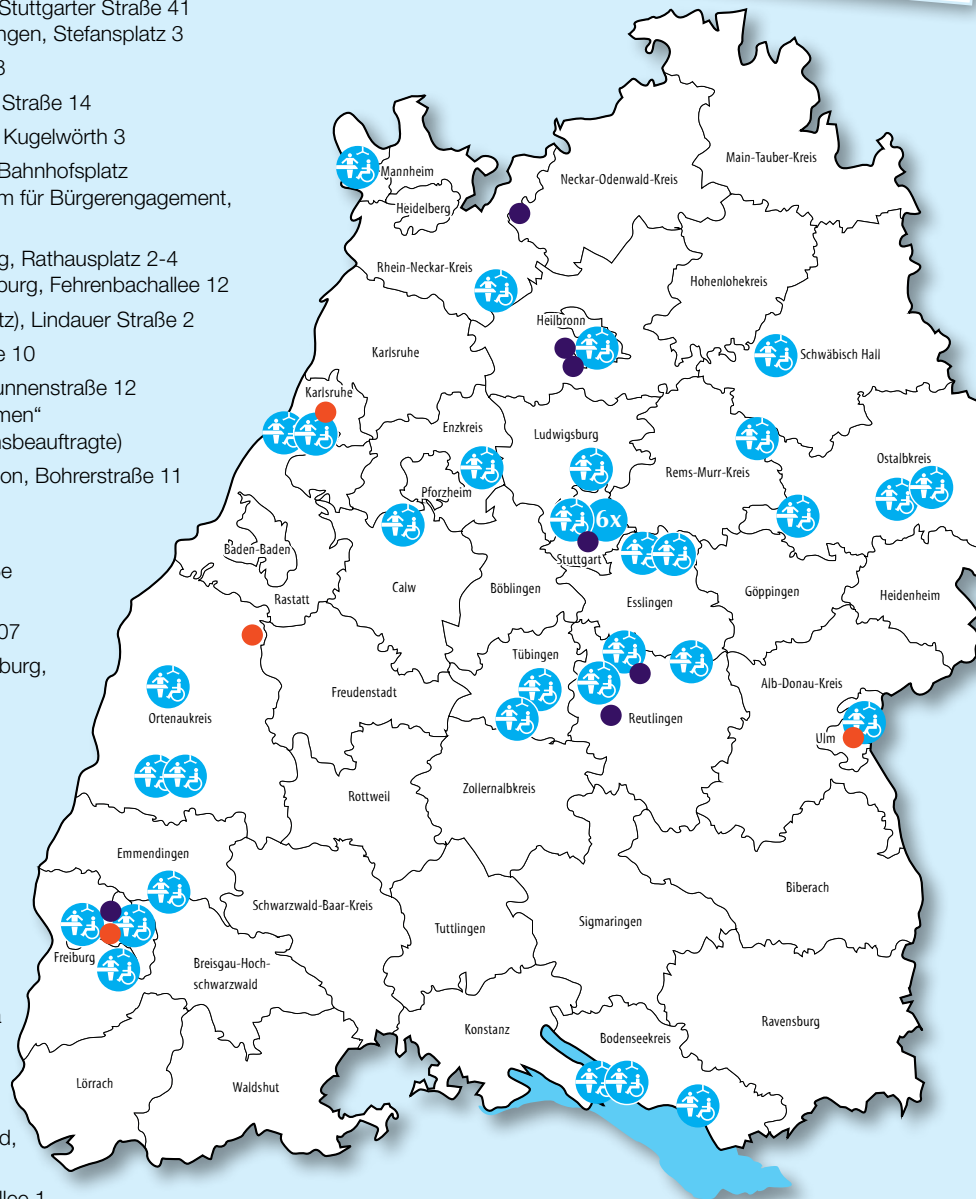 Stuttgarter Straße 41
ngen, Stefansplatz 3
3
Straße 14
Kugelwörth 3
Bahnhofsplatz
m für Bürgerengagement,
g, Rathausplatz 2-4
burg, Fehrenbachallee 12
tz), Lindauer Straße 2
e 10
unnenstraße 12
men“
nsbeauftragte)
on, Bohrerstraße 11
07
burg,
d,
llee 1
Main-Tauber-Kreis
Mannheim
Neckar-Odenwald-Kreis
Heidelberg
Rhein-Neckar-Kreis
Hohenlohekreis
Heilbronn
Karlsruhe
Schwäbisch Hall
Karlsruhe
Enzkreis
Ludwigsburg
Ostalbkreis
Rems-Murr-Kreis
Pforzheim
6x
Baden-Baden
Stuttgart
Calw
Böblingen
Göppingen
Heidenheim
Rastatt
Esslingen
Tübingen
Alb-Donau-Kreis
Freudenstadt
Ortenaukreis
Reutlingen
Ulm
Rottweil
Zollernalbkreis
Emmendingen
Biberach
Schwarzwald-Baar-Kreis
Sigmaringen
Tuttlingen
Freiburg
Breisgau-Hoch-
schwarzwald
Ravensburg
Konstanz
Bodenseekreis
Lörrach
Waldshut